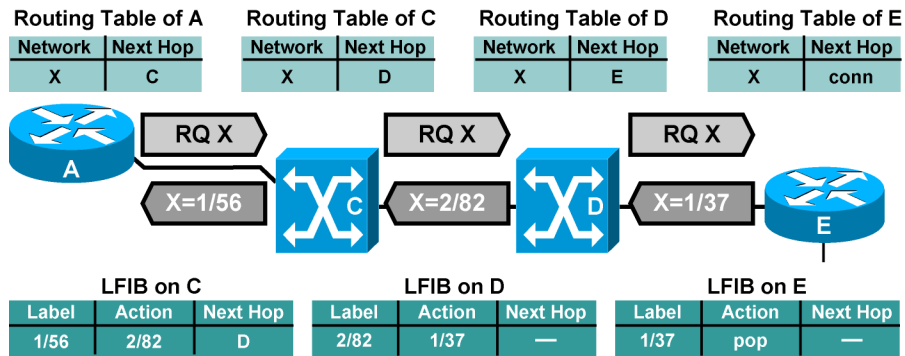 Routing Table of A Routing Table of C Routing Table of D Routing Table of E
Network Next Hop Network Next Hop Network Next Hop Network Next Hop
X C X D X E X conn
RQ X RQ X RQ X
A
X=1/56 C X=2/82 D X=1/37 E
LFIB on C LFIB on D LFIB on E
Label Action Next Hop Label Action Next Hop Label Action Next Hop
1/56 2/82 D 2/82 1/37 — 1/37 pop —